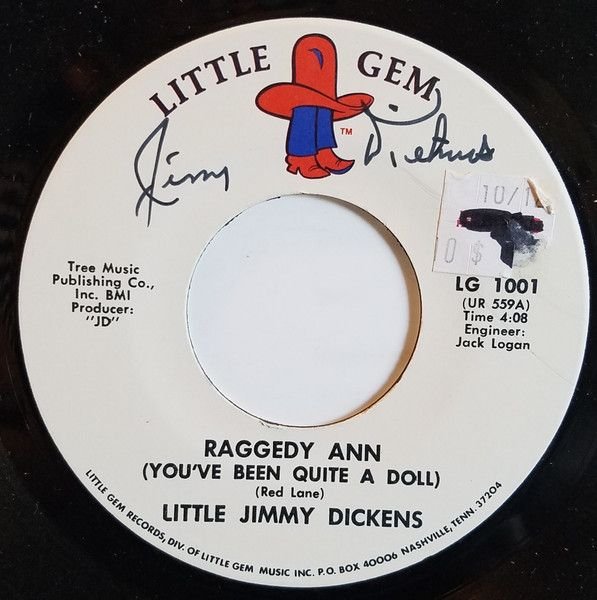 LITTLE GEM
TM
Jimmy Dickens
10/1
0 $
Tree Music
Publishing Co.,
Inc. BMI
Producer:
"JD"
LG 1001
(UR 559A)
Time 4:08
Engineer:
Jack Logan
RAGGEDY ANN
(YOU'VE BEEN QUITE A DOLL)
(Red Lane)
LITTLE JIMMY DICKENS
LITTLE GEM RECORDS, DIV. OF LITTLE GEM MUSIC INC. P.O. BOX 40006 NASHVILLE, TENN. 37204